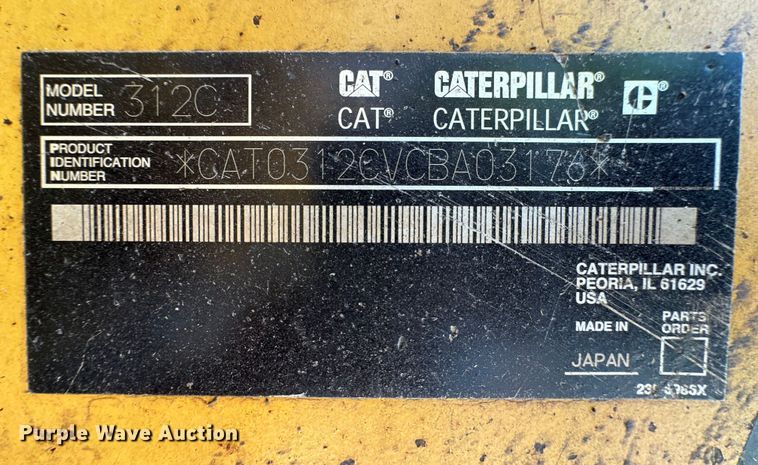 MODEL NUMBER 312C
CAT® CATERPILLAR®
CAT® CATERPILLAR®
PRODUCT IDENTIFICATION NUMBER *CAT0312CVCBA03176*
CATERPILLAR INC.
PEORIA, IL 61629
USA
MADE IN
JAPAN
PARTS ORDER
Purple Wave Auction